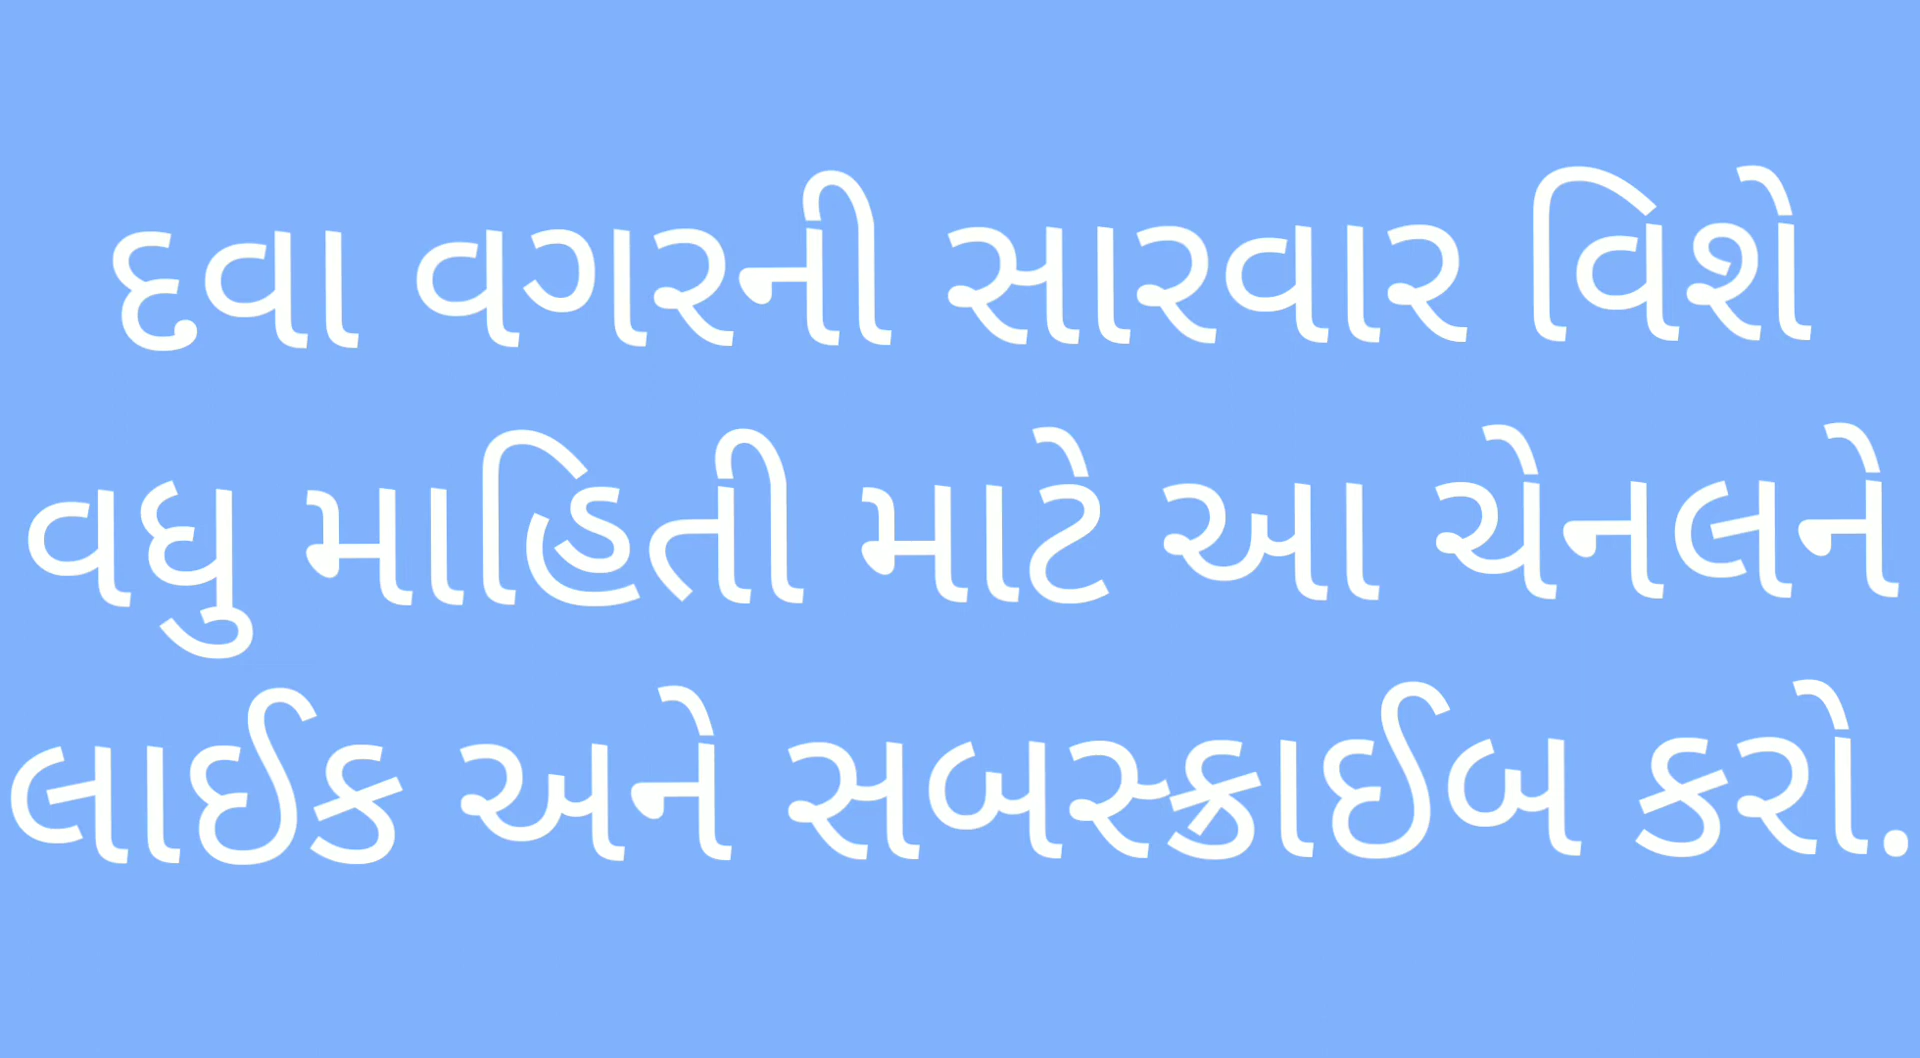 દવા વગરની સારવાર વિશે
વધુ માહિતી માટે આ ચેનલને
લાઈક અને સબસ્ક્રાઈબ કરો.